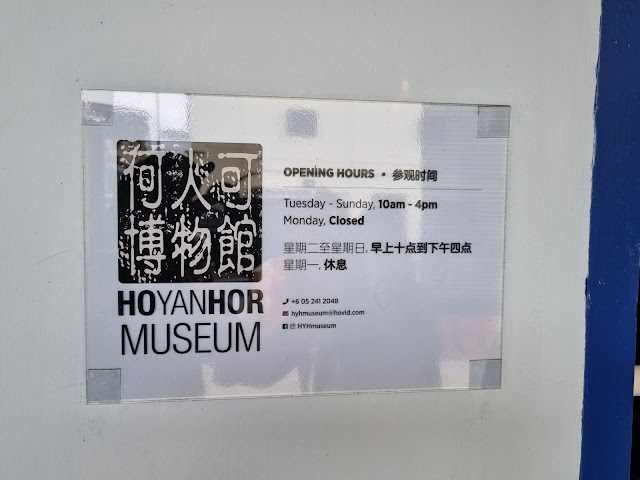 何人可
博物館
HOYANHOR
MUSEUM
OPENING HOURS • 参观时间
Tuesday - Sunday, 10am - 4pm
Monday, Closed
星期二至星期日, 早上十点到下午四点
星期一, 休息
+6 05 241 2048
hyhmuseum@hovid.com
HYHmuseum